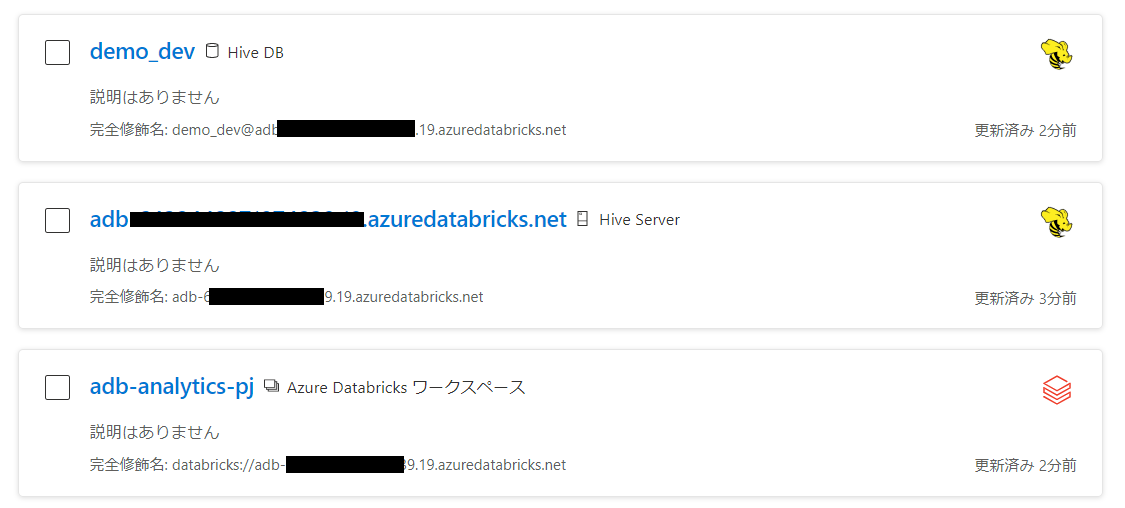 demo_dev Hive DB
説明はありません
完全修飾名: demo_dev@adb .19.azuredatabricks.net 更新済み 2分前
adb .azuredatabricks.net Hive Server
説明はありません
完全修飾名: adb-6 9.19.azuredatabricks.net 更新済み 3分前
adb-analytics-pj Azure Databricks ワークスペース
説明はありません
完全修飾名: databricks://adb- 9.19.azuredatabricks.net 更新済み 2分前